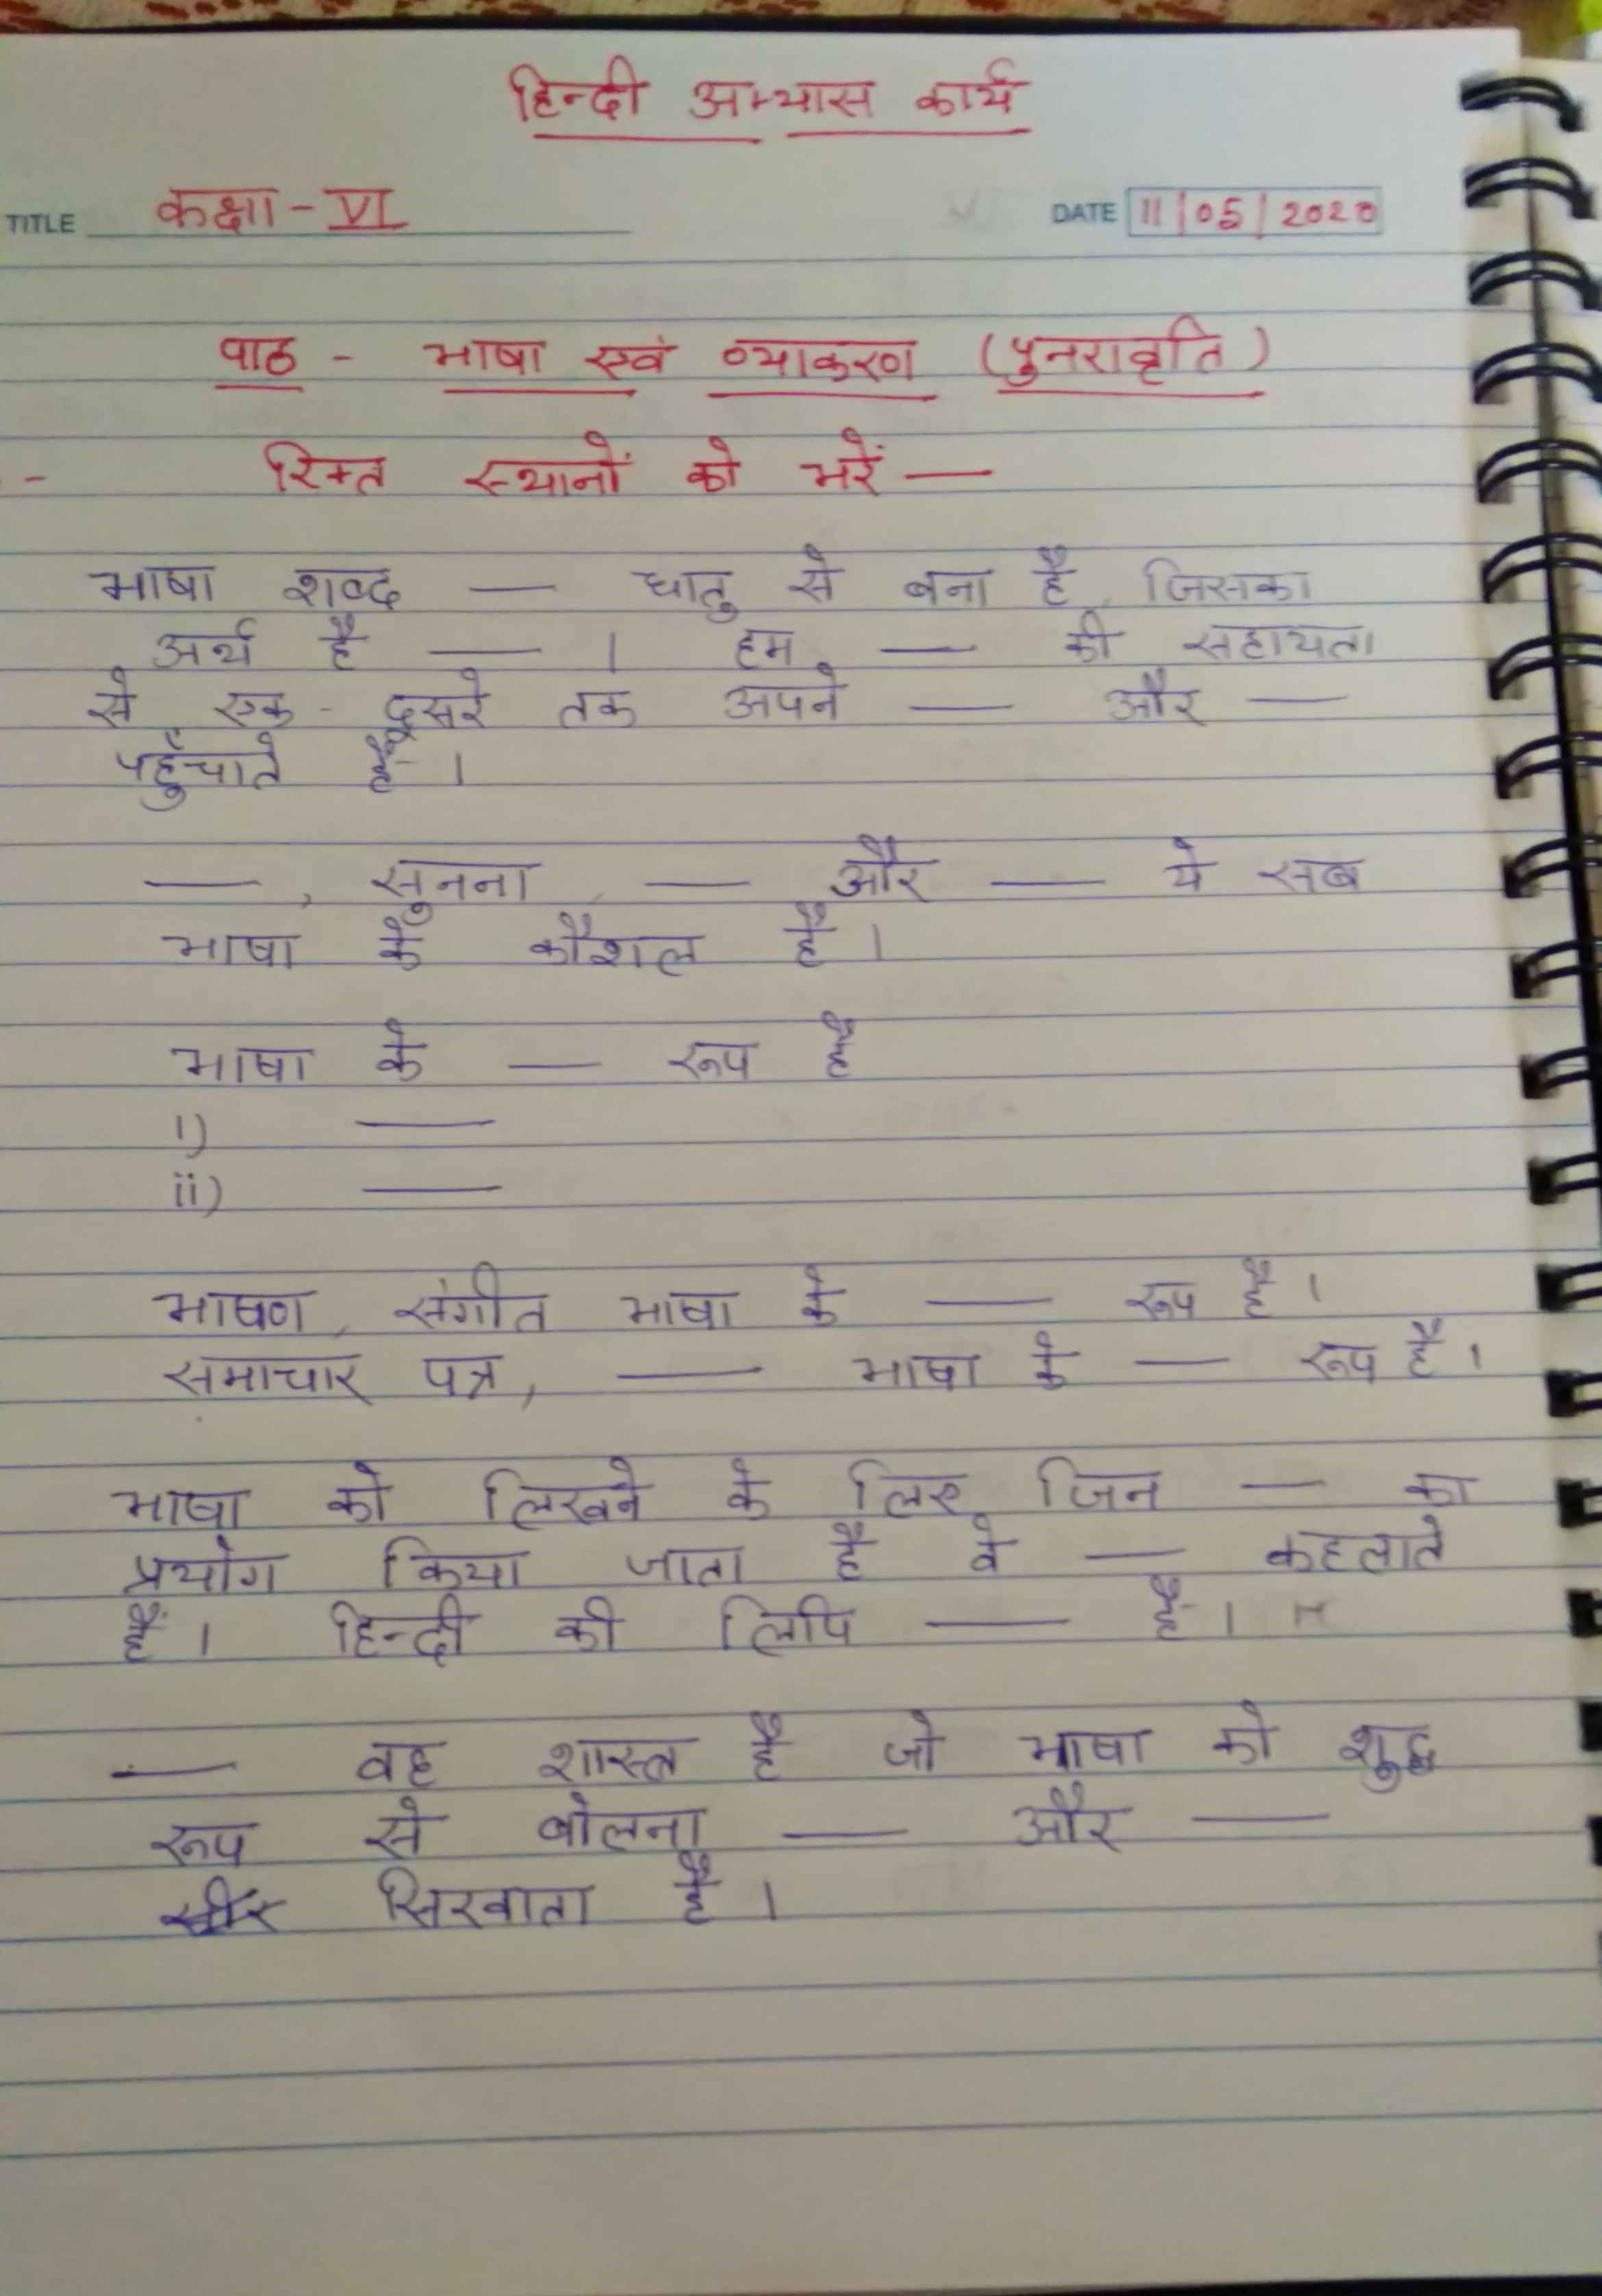 हिन्दी अभ्यास कार्य
TITLE कक्षा - VI DATE 11/05/2020
पाठ - भाषा एवं व्याकरण (पुनरावृति)
- रिक्त स्थानों को भरें —
भाषा शब्द — धातु से बना है, जिसका
अर्थ है — । हम — की सहायता
से एक - दूसरे तक अपने — और —
पहुँचाते हैं ।
— , सुनना , — और — ये सब
भाषा के कौशल हैं ।
भाषा के — रूप हैं
i) —
ii) —
भाषण, संगीत भाषा के — रूप हैं ।
समाचार पत्र, — भाषा के — रूप हैं ।
भाषा को लिखने के लिए जिन — का
प्रयोग किया जाता है वे — कहलाते
हैं । हिन्दी की लिपि — है ।
— वह शास्त्र है जो भाषा को शुद्ध
रूप से बोलना — और —
सिखाता है ।